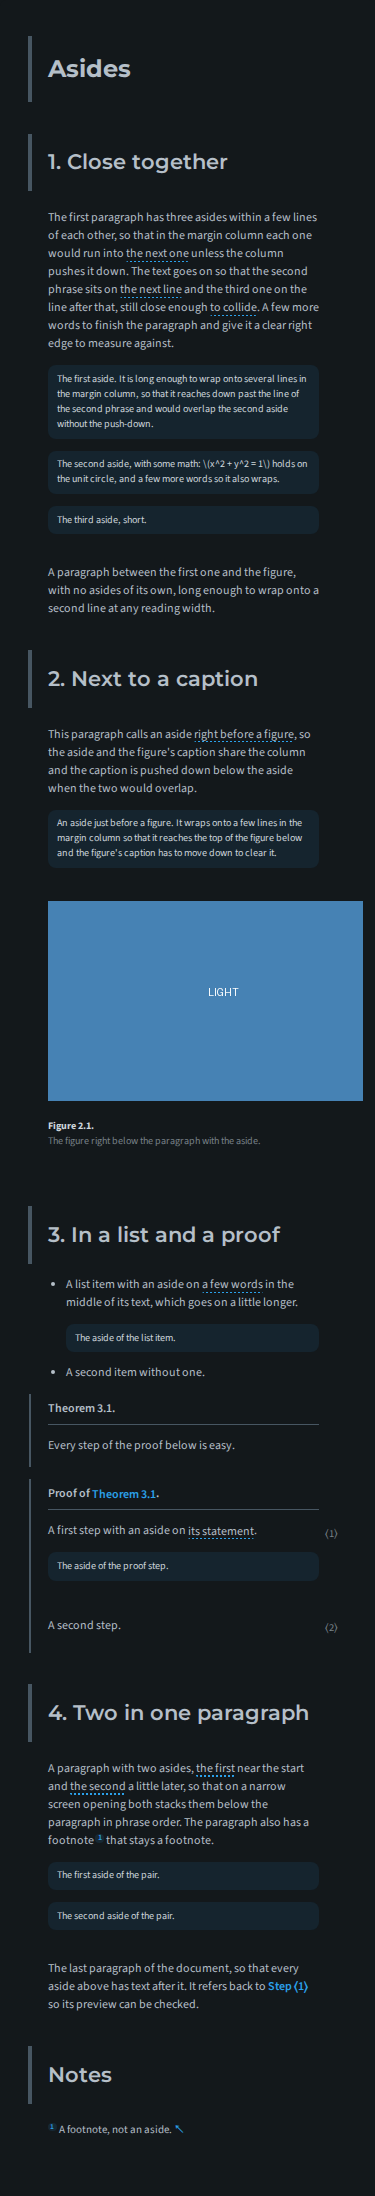 Asides
1. Close together
The first paragraph has three asides within a few lines
of each other, so that in the margin column each one
would run into the next one unless the column
pushes it down. The text goes on so that the second
phrase sits on the next line and the third one on the
line after that, still close enough to collide. A few more
words to finish the paragraph and give it a clear right
edge to measure against.
The first aside. It is long enough to wrap onto several lines in
the margin column, so that it reaches down past the line of
the second phrase and would overlap the second aside
without the push-down.
The second aside, with some math: \(x^2 + y^2 = 1\) holds on
the unit circle, and a few more words so it also wraps.
The third aside, short.
A paragraph between the first one and the figure,
with no asides of its own, long enough to wrap onto a
second line at any reading width.
2. Next to a caption
This paragraph calls an aside right before a figure, so
the aside and the figure's caption share the column
and the caption is pushed down below the aside
when the two would overlap.
An aside just before a figure. It wraps onto a few lines in the
margin column so that it reaches the top of the figure below
and the figure's caption has to move down to clear it.
LIGHT
Figure 2.1.
The figure right below the paragraph with the aside.
3. In a list and a proof
• A list item with an aside on a few words in the
middle of its text, which goes on a little longer.
The aside of the list item.
• A second item without one.
Theorem 3.1.
Every step of the proof below is easy.
Proof of Theorem 3.1.
A first step with an aside on its statement. ⟨1⟩
The aside of the proof step.
A second step. ⟨2⟩
4. Two in one paragraph
A paragraph with two asides, the first near the start
and the second a little later, so that on a narrow
screen opening both stacks them below the
paragraph in phrase order. The paragraph also has a
footnote 1 that stays a footnote.
The first aside of the pair.
The second aside of the pair.
The last paragraph of the document, so that every
aside above has text after it. It refers back to Step ⟨1⟩
so its preview can be checked.
Notes
1 A footnote, not an aside. ↖